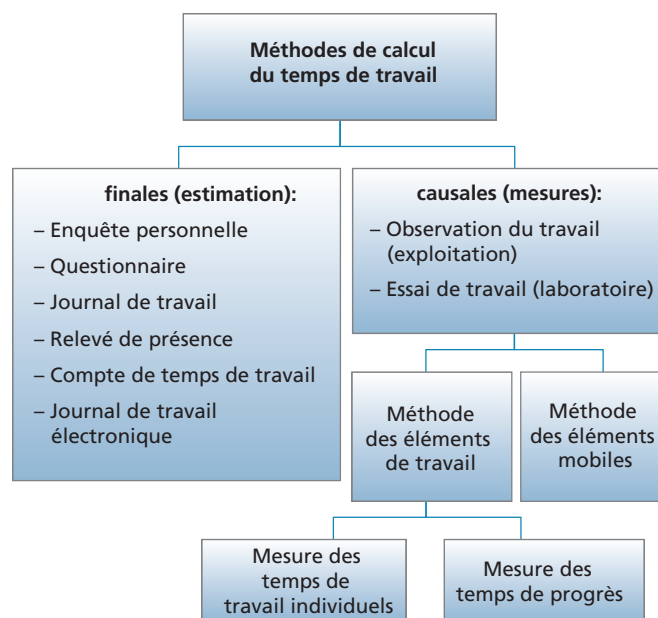 Méthodes de calcul
du temps de travail
finales (estimation):
– Enquête personnelle
– Questionnaire
– Journal de travail
– Relevé de présence
– Compte de temps de travail
– Journal de travail
électronique
causales (mesures):
– Observation du travail
(exploitation)
– Essai de travail (laboratoire)
Méthode
des éléments
de travail
Méthode
des éléments
mobiles
Mesure des
temps de
travail individuels
Mesure des
temps de progrès